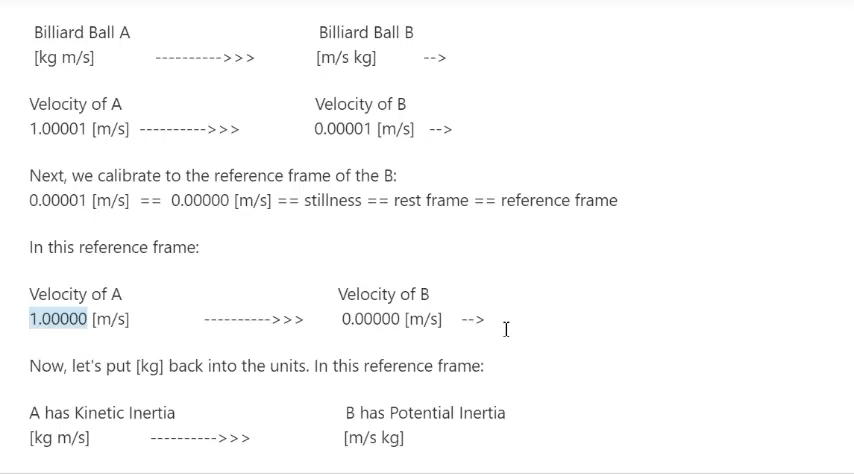 Billiard Ball A Billiard Ball B
[kg m/s] ---------->>> [m/s kg] -->
Velocity of A Velocity of B
1.00001 [m/s] ---------->>> 0.00001 [m/s] -->
Next, we calibrate to the reference frame of the B:
0.00001 [m/s] == 0.00000 [m/s] == stillness == rest frame == reference frame
In this reference frame:
Velocity of A Velocity of B
1.00000 [m/s] ---------->>> 0.00000 [m/s] -->
Now, let's put [kg] back into the units. In this reference frame:
A has Kinetic Inertia B has Potential Inertia
[kg m/s] ---------->>> [m/s kg]